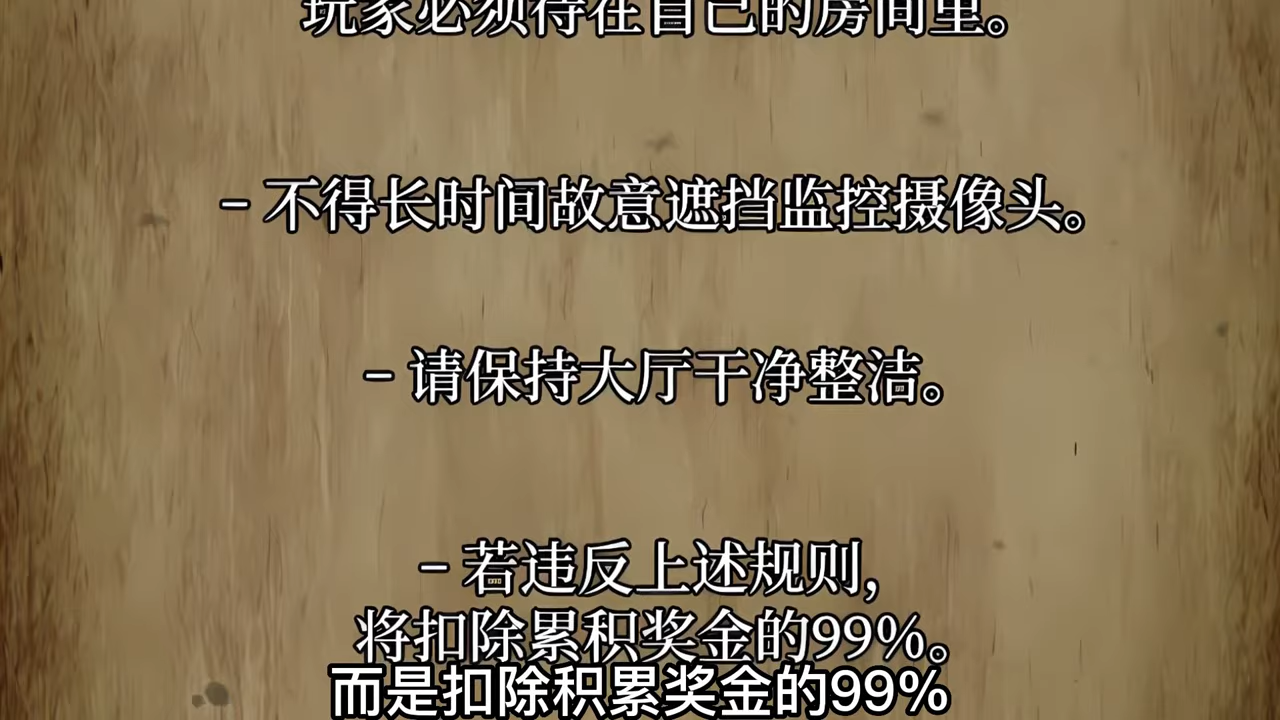 玩家必须待在自己的房间里。
– 不得长时间故意遮挡监控摄像头。
– 请保持大厅干净整洁。
– 若违反上述规则,
将扣除累积奖金的99%。
而是扣除积累奖金的99%